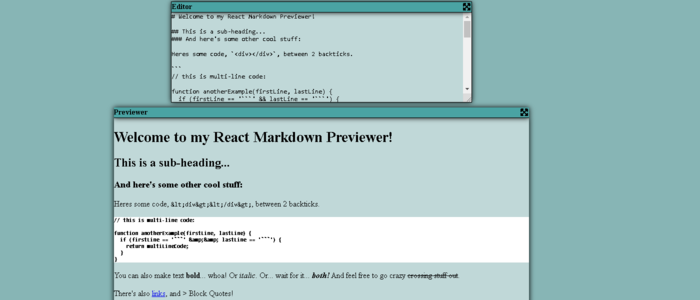 Editor
# Welcome to my React Markdown Previewer!
## This is a sub-heading...
### And here's some other cool stuff:
Heres some code, `<div></div>`, between 2 backticks.
```
// this is multi-line code:
function anotherExample(firstLine, lastLine) {
if (firstLine == '```' && lastLine == '```') {
Previewer
Welcome to my React Markdown Previewer!
This is a sub-heading...
And here's some other cool stuff:
Heres some code, &lt;div&gt;&lt;/div&gt;, between 2 backticks.
// this is multi-line code:
function anotherExample(firstLine, lastLine) {
if (firstLine == '```' &amp;&amp; lastLine == '```') {
return multiLineCode;
}
}
You can also make text bold... whoa! Or italic. Or... wait for it... both! And feel free to go crazy crossing stuff out.
There's also links, and > Block Quotes!